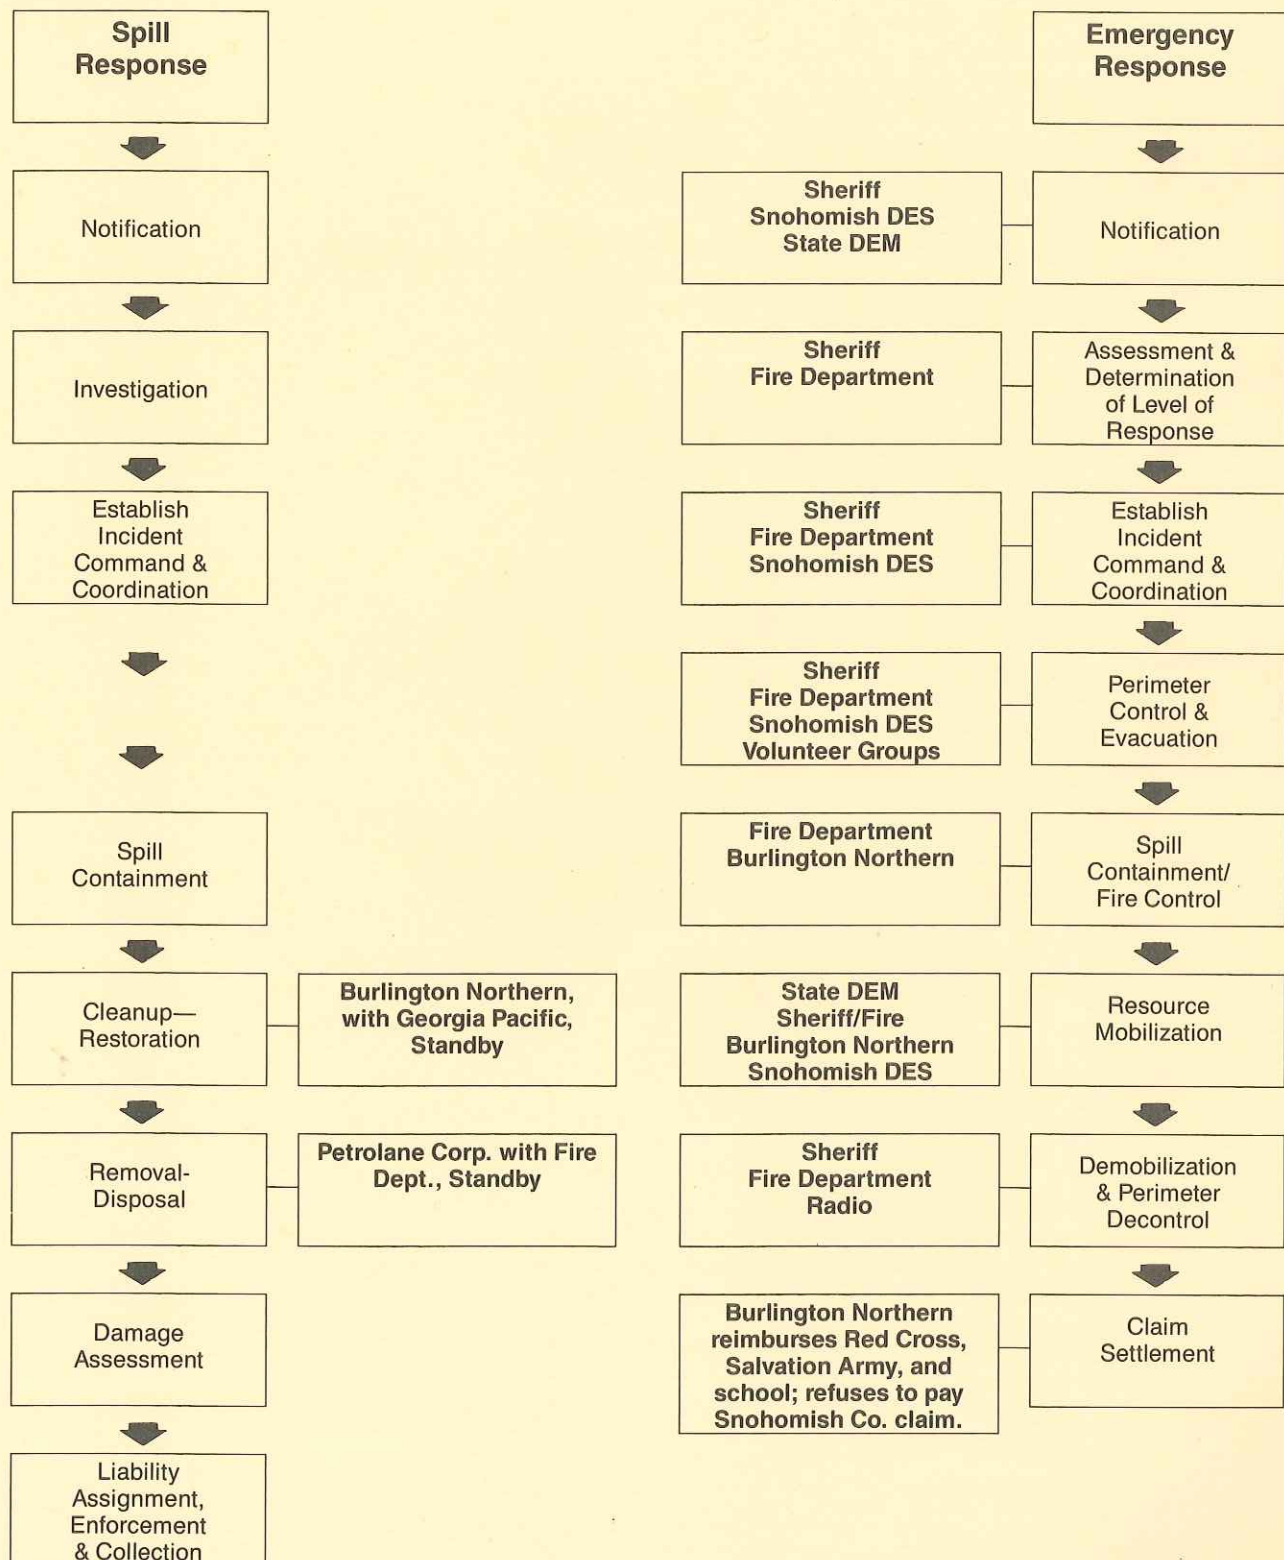 Spill
Response
Notification
Investigation
Establish
Incident
Command &
Coordination
Spill
Containment
Cleanup—
Restoration
Burlington Northern,
with Georgia Pacific,
Standby
Removal-
Disposal
Petrolane Corp. with Fire
Dept., Standby
Damage
Assessment
Liability
Assignment,
Enforcement
& Collection
Emergency
Response
Sheriff
Snohomish DES
State DEM
Notification
Sheriff
Fire Department
Assessment &
Determination
of Level of
Response
Sheriff
Fire Department
Snohomish DES
Establish
Incident
Command &
Coordination
Sheriff
Fire Department
Snohomish DES
Volunteer Groups
Perimeter
Control &
Evacuation
Fire Department
Burlington Northern
Spill
Containment/
Fire Control
State DEM
Sheriff/Fire
Burlington Northern
Snohomish DES
Resource
Mobilization
Sheriff
Fire Department
Radio
Demobilization
& Perimeter
Decontrol
Burlington Northern
reimburses Red Cross,
Salvation Army, and
school; refuses to pay
Snohomish Co. claim.
Claim
Settlement